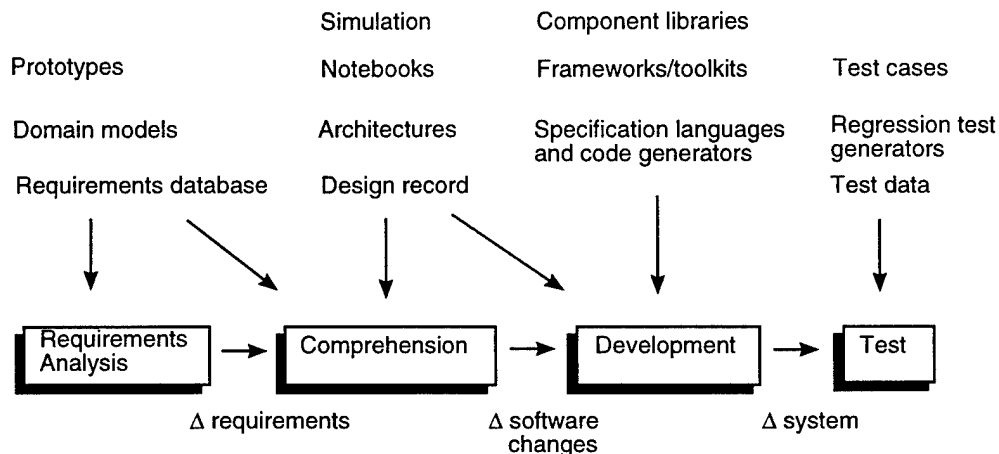 Simulation
Component libraries
Prototypes
Notebooks
Frameworks/toolkits
Test cases
Domain models
Architectures
Specification languages
and code generators
Regression test
generators
Requirements database
Design record
Test data
Requirements
Analysis
Comprehension
Development
Test
Δ requirements
Δ software
changes
Δ system